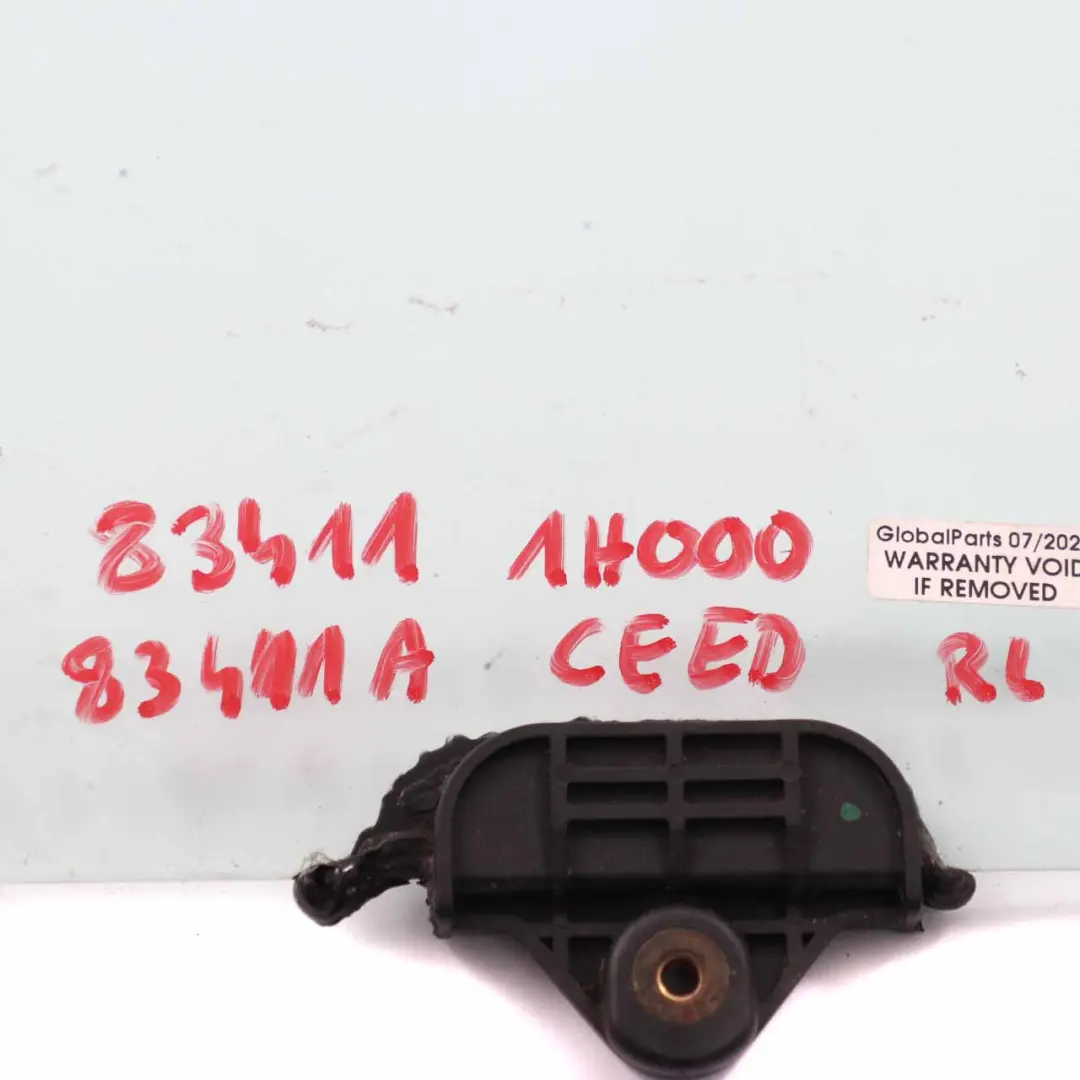 83411 1H000
GlobalParts 07/202
WARRANTY VOID
IF REMOVED
83411A CEED RL